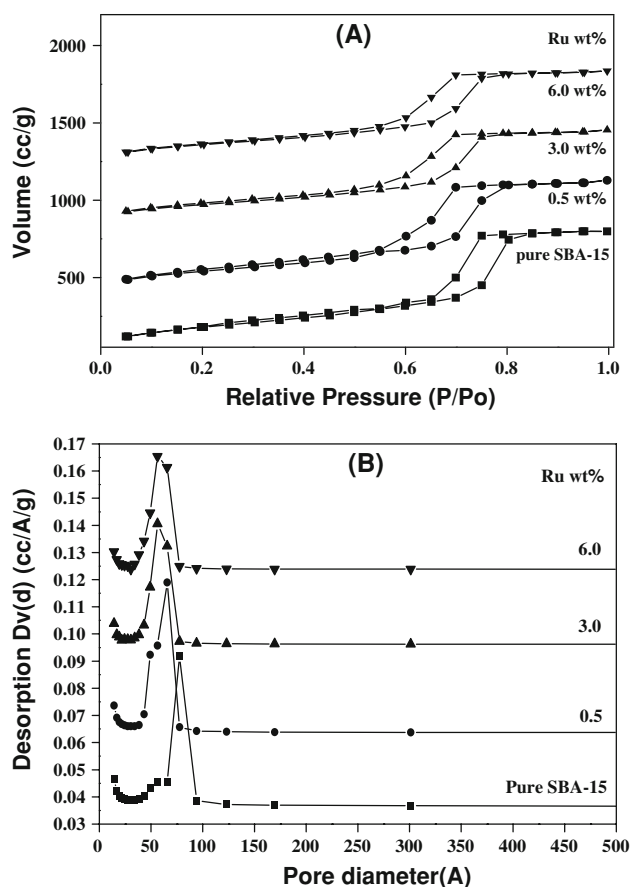 (A)
Ru wt%
6.0 wt%
3.0 wt%
0.5 wt%
pure SBA-15
Volume (cc/g)
2000
1500
1000
500
0.0 0.2 0.4 0.6 0.8 1.0
Relative Pressure (P/Po)
(B)
Ru wt%
6.0
3.0
0.5
Pure SBA-15
Desorption Dv(d) (cc/A/g)
0.17
0.16
0.15
0.14
0.13
0.12
0.11
0.10
0.09
0.08
0.07
0.06
0.05
0.04
0.03
0 50 100 150 200 250 300 350 400 450 500
Pore diameter(A)